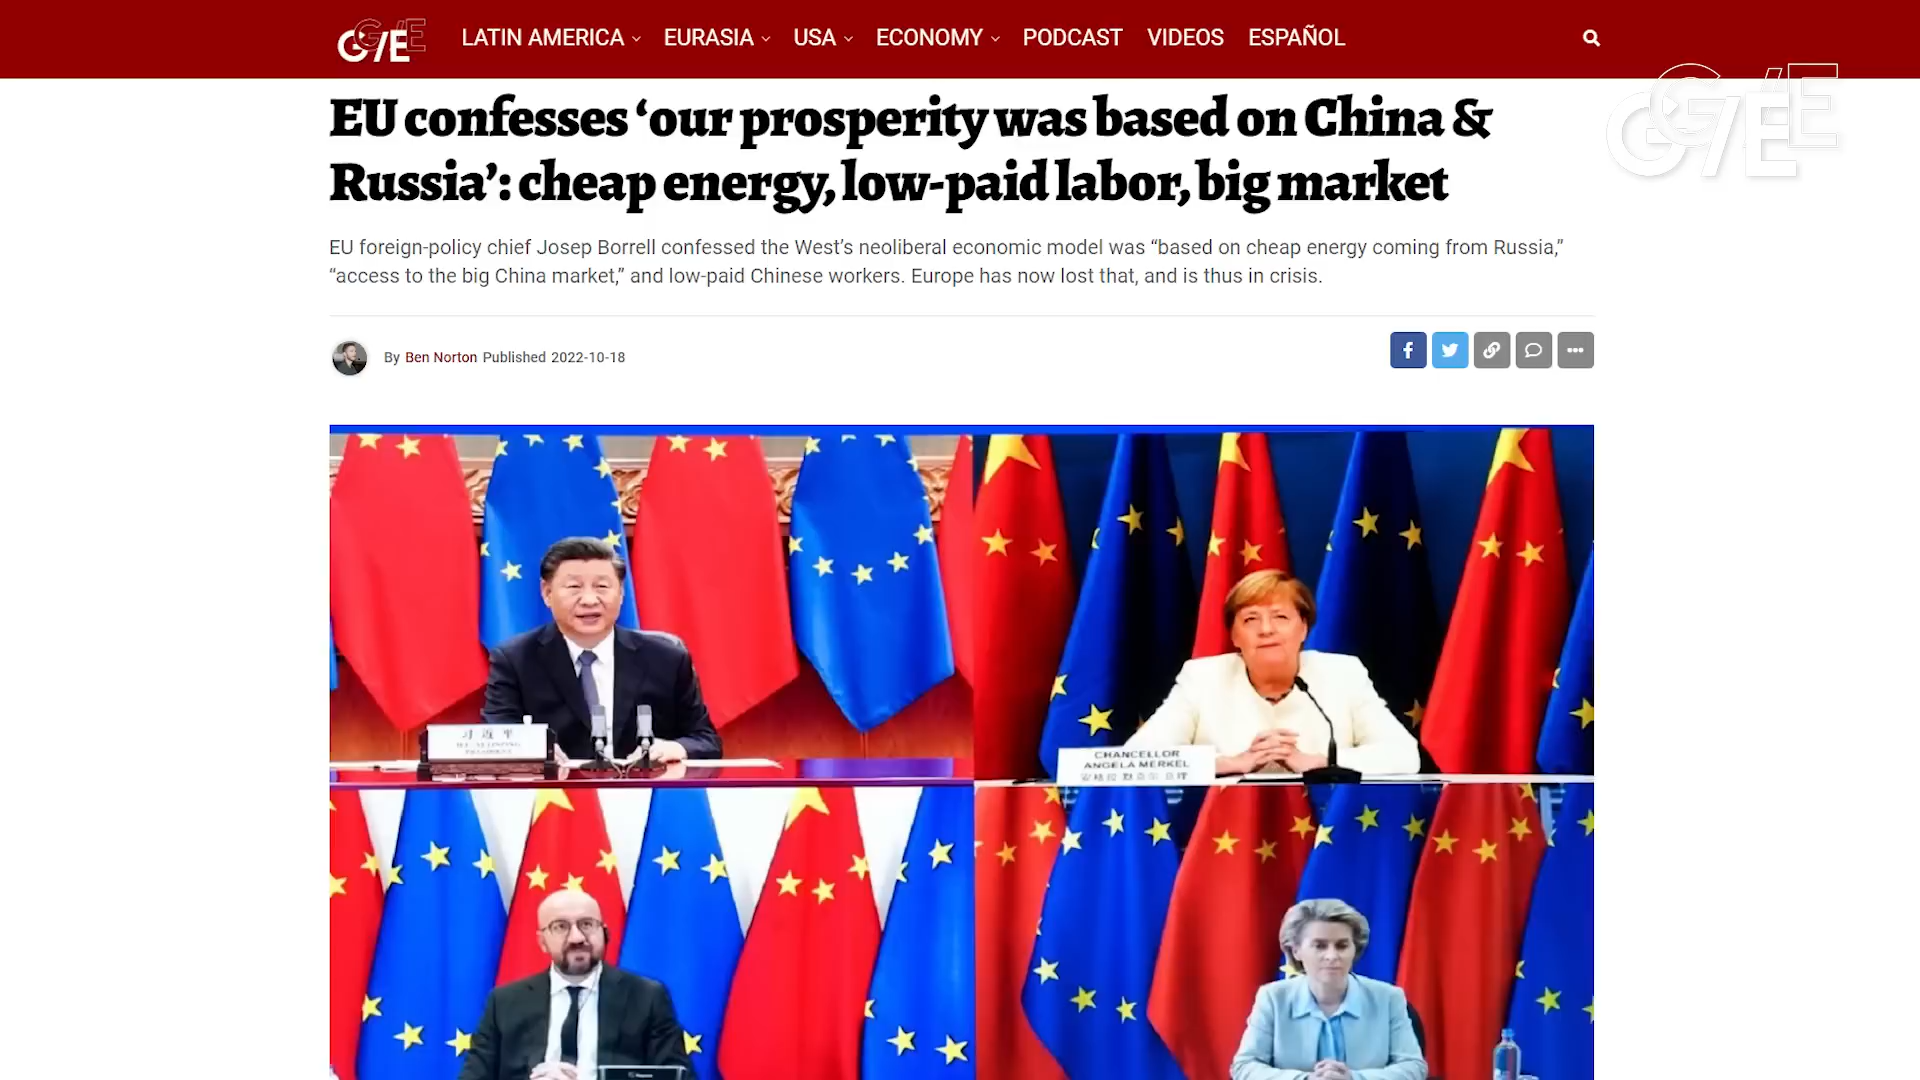 G/E
LATIN AMERICA EURASIA USA ECONOMY PODCAST VIDEOS ESPAÑOL
G/E
EU confesses ‘our prosperity was based on China &
Russia’: cheap energy, low-paid labor, big market
EU foreign-policy chief Josep Borrell confessed the West’s neoliberal economic model was “based on cheap energy coming from Russia,”
“access to the big China market,” and low-paid Chinese workers. Europe has now lost that, and is thus in crisis.
By Ben Norton Published 2022-10-18
习近平
CHANCELLOR
ANGELA MERKEL